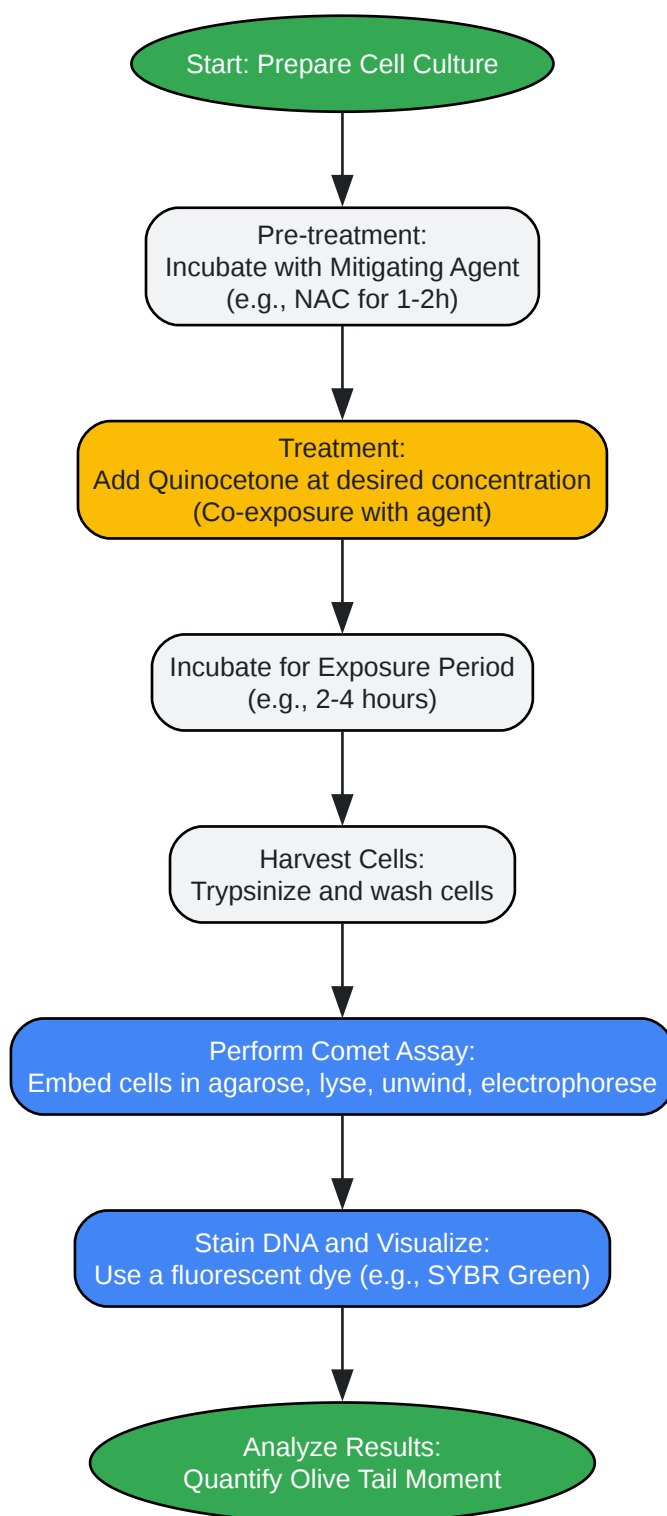 Start: Prepare Cell Culture
Pre-treatment:
Incubate with Mitigating Agent
(e.g., NAC for 1-2h)
Treatment:
Add Quinocetone at desired concentration
(Co-exposure with agent)
Incubate for Exposure Period
(e.g., 2-4 hours)
Harvest Cells:
Trypsinize and wash cells
Perform Comet Assay:
Embed cells in agarose, lyse, unwind, electrophorese
Stain DNA and Visualize:
Use a fluorescent dye (e.g., SYBR Green)
Analyze Results:
Quantify Olive Tail Moment